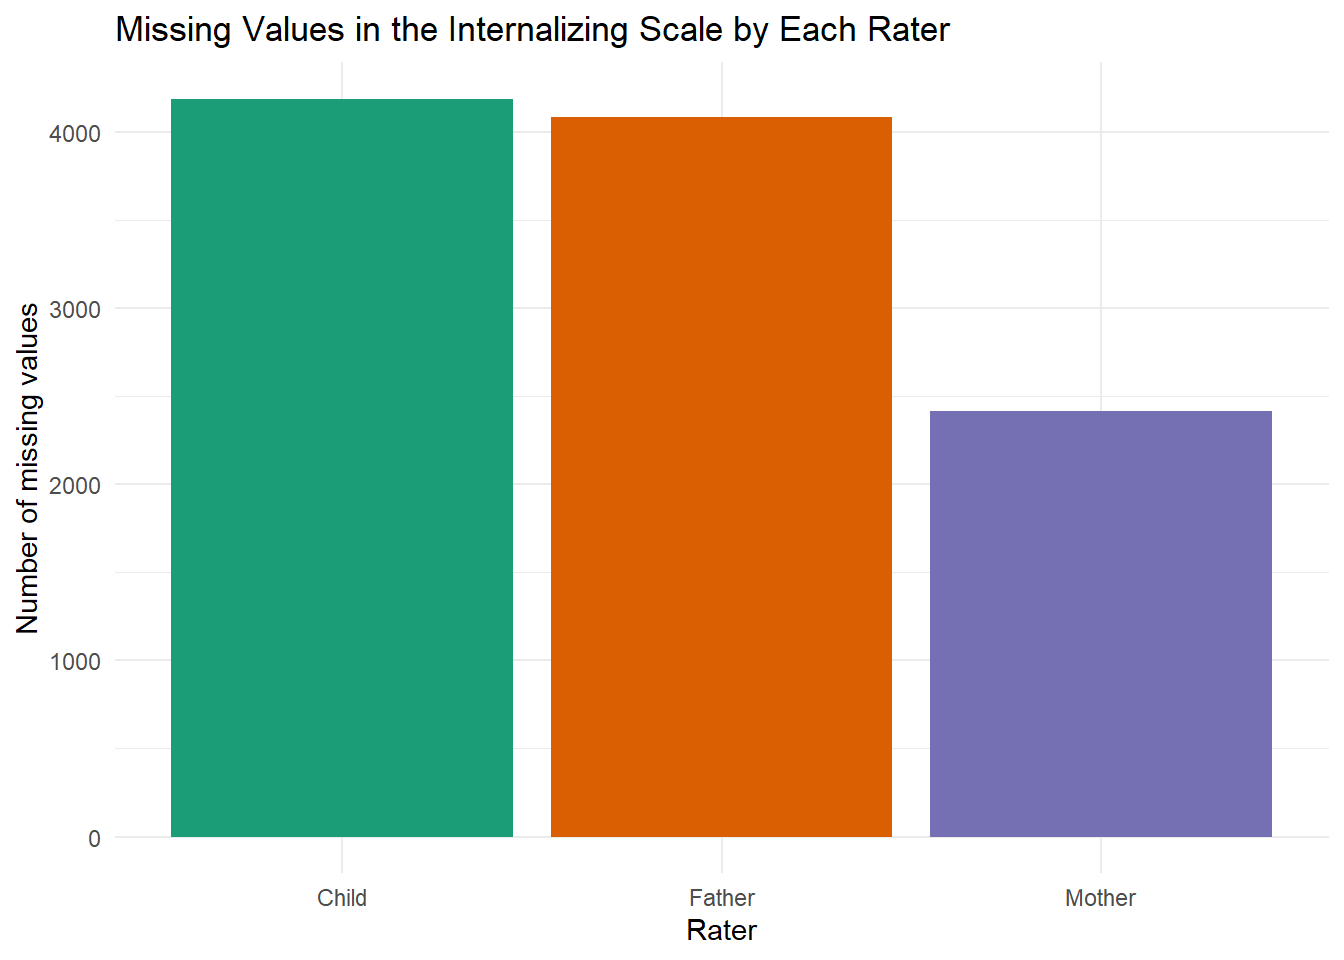 Missing Values in the Internalizing Scale by Each Rater
Number of missing values
4000
3000
2000
1000
0
Child
Father
Mother
Rater